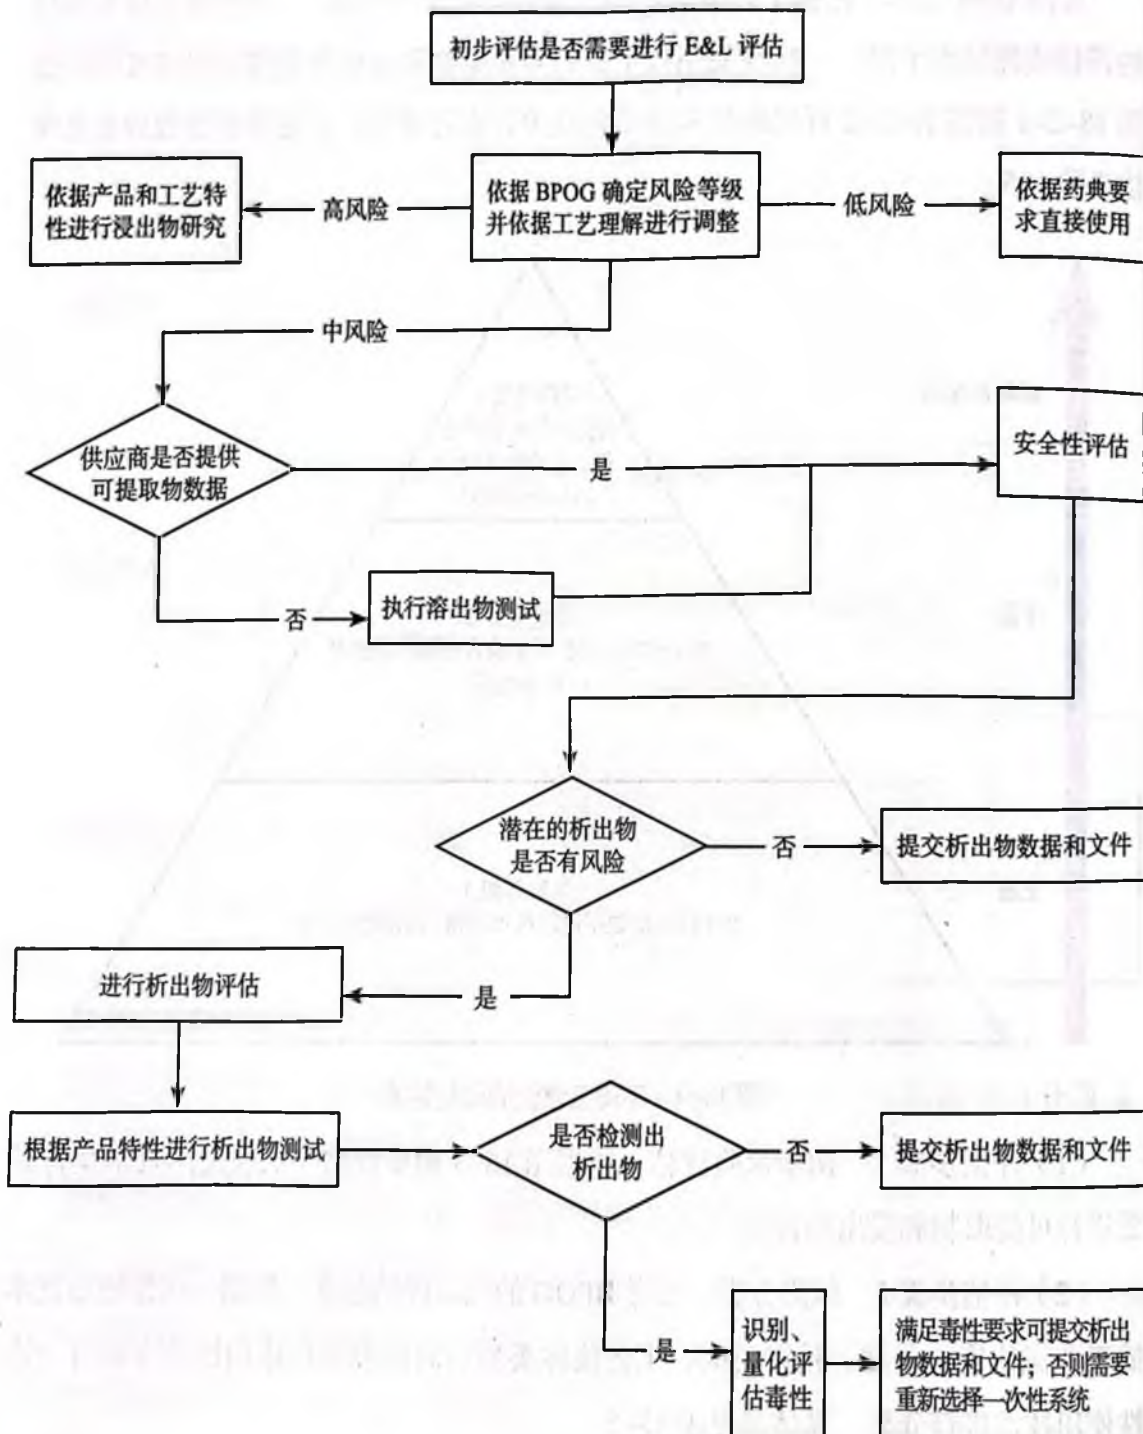 初步评估是否需要进行 E&L 评估
依据产品和工艺特
性进行浸出物研究
高风险
依据 BPOG 确定风险等级
并依据工艺理解进行调整
低风险
依据药典要
求直接使用
中风险
供应商是否提供
可提取物数据
是
安全性评估
否
执行溶出物测试
潜在的析出物
是否有风险
否
提交析出物数据和文件
进行析出物评估
是
根据产品特性进行析出物测试
是否检测出
析出物
否
提交析出物数据和文件
是
识别、
量化评
估毒性
满足毒性要求可提交析出
物数据和文件；否则需要
重新选择一次性系统